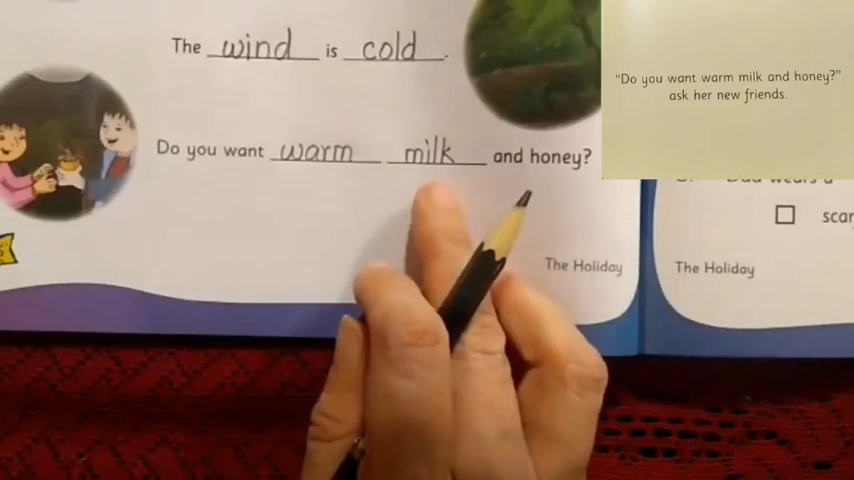 The wind is cold.
Do you want warm milk and honey?
The Holiday
"Do you want warm milk and honey?"
ask her new friends.
scar
The Holiday